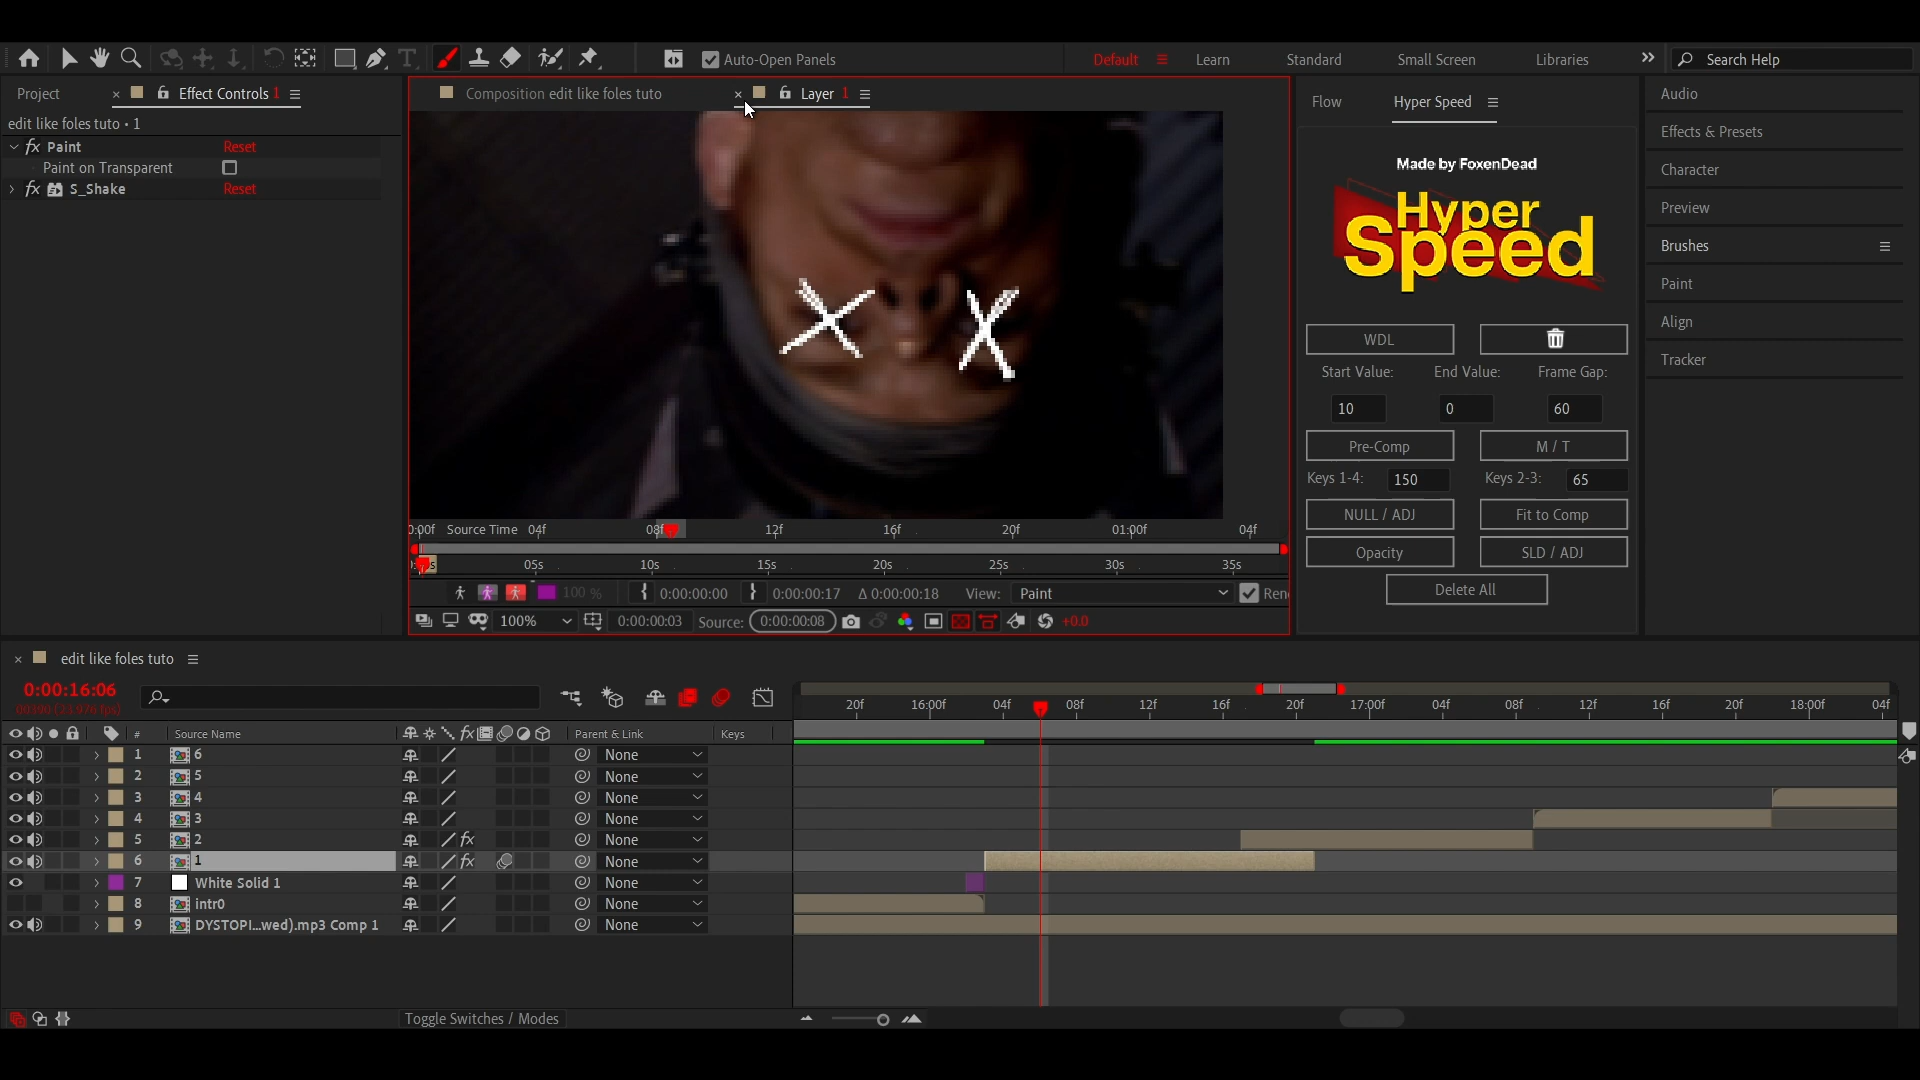 Auto-Open Panels
Default
Learn
Standard
Small Screen
Libraries
Search Help
Project
Effect Controls 1
edit like foles tuto • 1
fx Paint
Reset
Paint on Transparent
fx S_Shake
Reset
Composition edit like foles tuto
Layer 1
Source Time 04f 08f 12f 16f 20f 01:00f 04f
05s 10s 15s 20s 25s 30s 35s
100 %
0:00:00:00
0:00:00:17
Δ 0:00:00:18
View: Paint
100%
0:00:00:03
Source: 0:00:00:08
+0.0
Flow
Hyper Speed
Made by FoxenDead
Hyper
Speed
WDL
Start Value: End Value: Frame Gap:
10 0 60
Pre-Comp M / T
Keys 1-4: 150 Keys 2-3: 65
NULL / ADJ Fit to Comp
Opacity SLD / ADJ
Delete All
Audio
Effects & Presets
Character
Preview
Brushes
Paint
Align
Tracker
edit like foles tuto
0:00:16:06
20f 16:00f 04f 08f 12f 16f 20f 17:00f 04f 08f 12f 16f 20f 18:00f 04f
# Source Name fx Parent & Link Keys
1 6 None
2 5 None
3 4 None
4 3 None
5 2 fx None
6 1 fx None
7 White Solid 1 None
8 intr0 None
9 DYSTOPI...wed).mp3 Comp 1 None
Toggle Switches / Modes